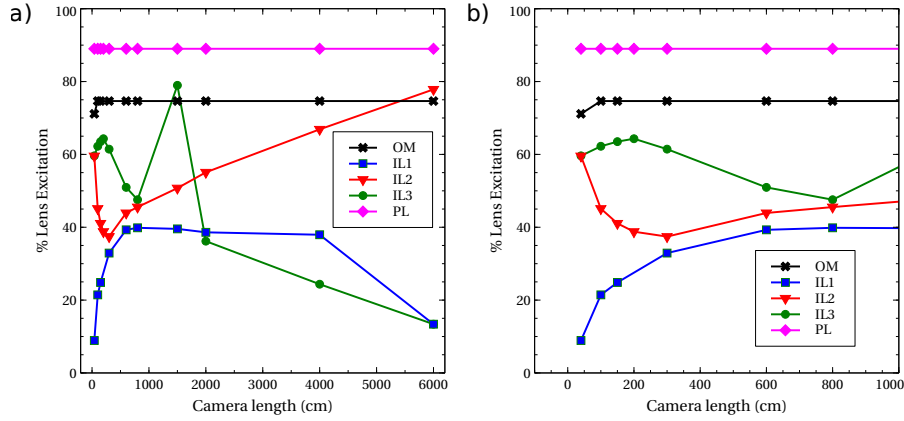 a)
% Lens Excitation
100
80
60
40
20
0
0 1000 2000 3000 4000 5000 6000
Camera length (cm)
OM
IL1
IL2
IL3
PL
b)
% Lens Excitation
100
80
60
40
20
0
0 200 400 600 800 1000
Camera length (cm)
OM
IL1
IL2
IL3
PL